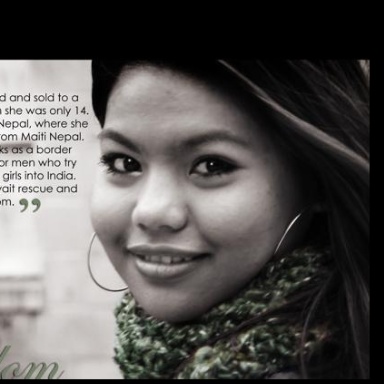 d and sold to a
she was only 14.
Nepal, where she
rom Maiti Nepal.
ks as a border
or men who try
girls into India.
vait rescue and
om. ”
dom